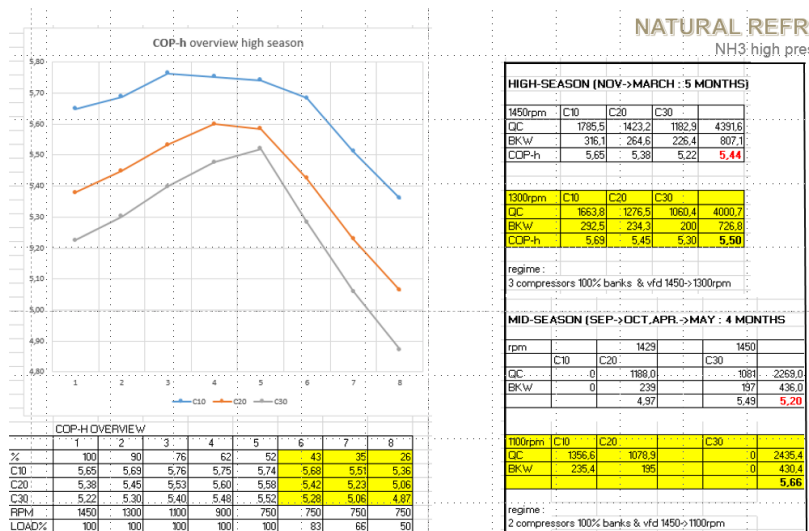 NATURAL REFR
NH3 high pres
COP-h overview high season
5,80
5,70
5,60
5,50
5,40
5,30
5,20
5,10
5,00
4,90
4,80
1 2 3 4 5 6 7 8
C10 C20 C30
COP-H OVERVIEW
1 2 3 4 5 6 7 8
% 100 90 76 62 52 43 35 26
C10 5,65 5,69 5,76 5,75 5,74 5,68 5,51 5,36
C20 5,38 5,45 5,53 5,60 5,58 5,42 5,23 5,06
C30 5,22 5,30 5,40 5,48 5,52 5,28 5,06 4,87
RPM 1450 1300 1100 900 750 750 750 750
LOAD% 100 100 100 100 100 83 66 50
HIGH-SEASON (NOV->MARCH : 5 MONTHS)
1450rpm C10 C20 C30
QC 1785,5 1423,2 1182,9 4391,6
BKW 316,1 264,6 226,4 807,1
COP-h 5,65 5,38 5,22 5,44
1300rpm C10 C20 C30
QC 1663,8 1276,5 1060,4 4000,7
BKW 292,5 234,3 200 726,8
COP-h 5,69 5,45 5,30 5,50
regime :
3 compressors 100% banks & vfd 1450->1300rpm
MID-SEASON (SEP->OCT,APR.->MAY : 4 MONTHS
rpm 1429 1450
C10 C20 C30
QC 0 1188,0 1081 2269,0
BKW 0 239 197 436,0
4,97 5,49 5,20
1100rpm C10 C20 C30
QC 1356,6 1078,9 0 2435,4
BKW 235,4 195 0 430,4
5,66
regime :
2 compressors 100% banks & vfd 1450->1100rpm